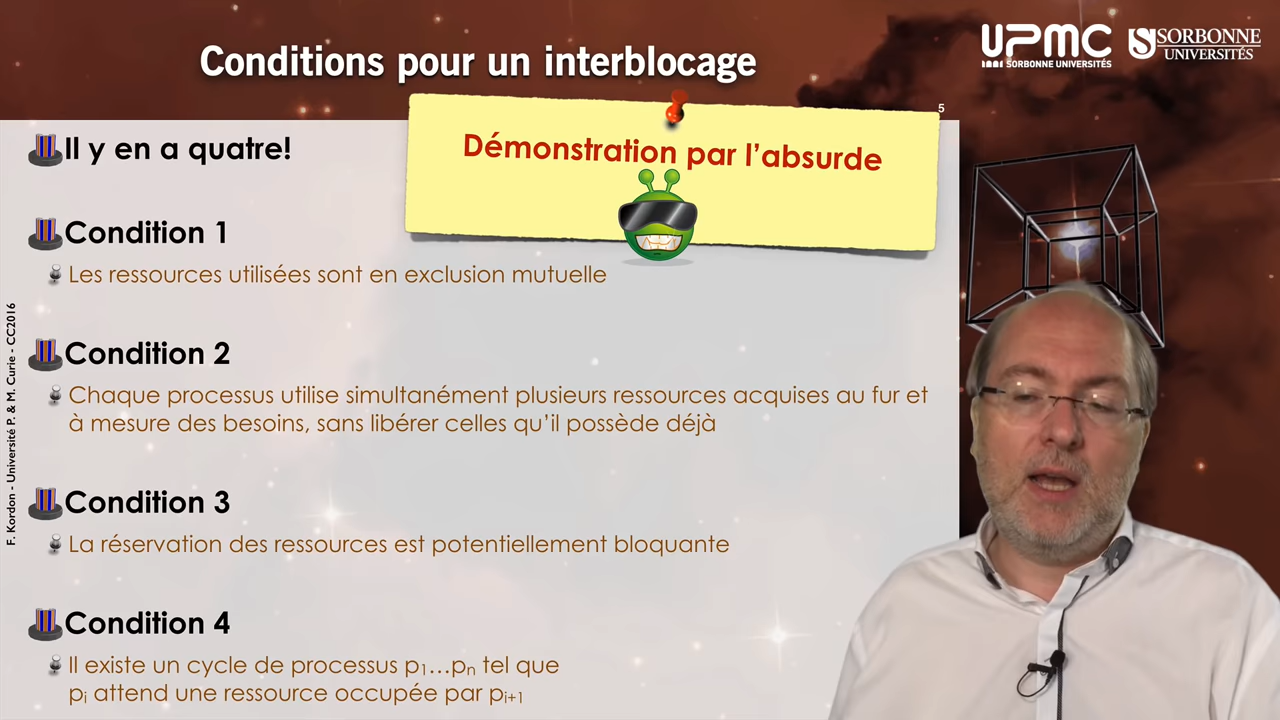 Conditions pour un interblocage
UPMC
SORBONNE UNIVERSITÉS
SORBONNE
UNIVERSITÉS
5
Démonstration par l'absurde
Il y en a quatre!
Condition 1
Les ressources utilisées sont en exclusion mutuelle
Condition 2
Chaque processus utilise simultanément plusieurs ressources acquises au fur et
à mesure des besoins, sans libérer celles qu'il possède déjà
Condition 3
La réservation des ressources est potentiellement bloquante
Condition 4
Il existe un cycle de processus p1...pn tel que
pi attend une ressource occupée par pi+1
F. Kordon - Université P. & M. Curie - CC2016